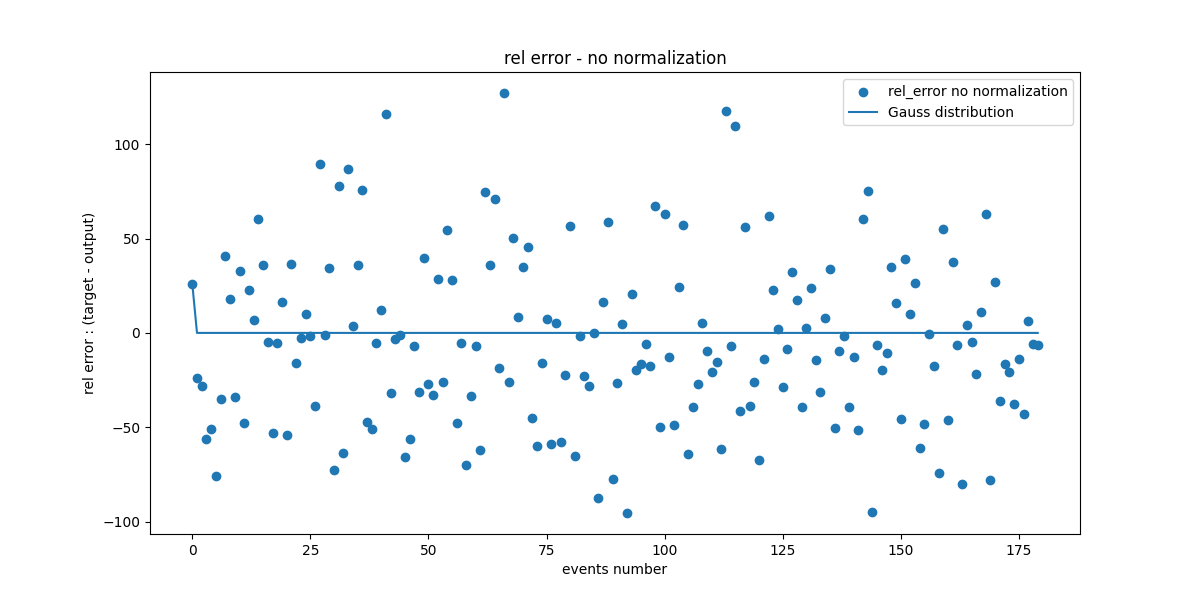 rel error - no normalization
rel_error no normalization
Gauss distribution
rel error : (target - output)
100
50
0
−50
−100
0 25 50 75 100 125 150 175
events number